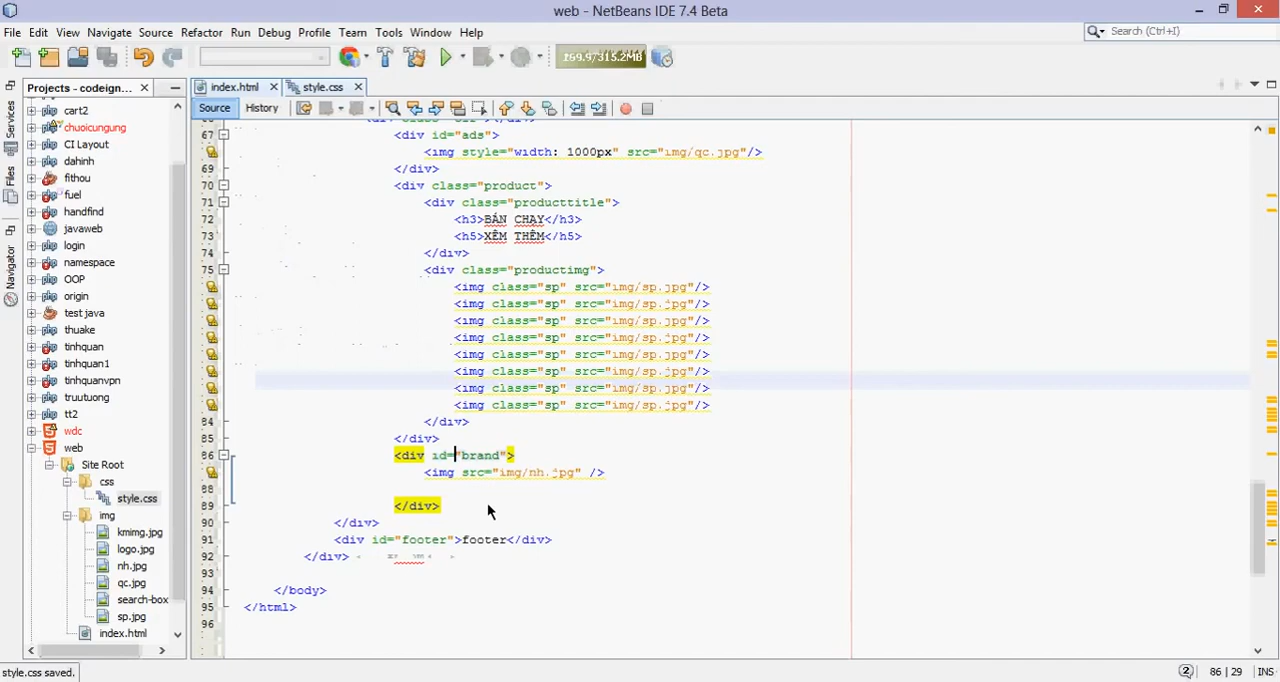 web - NetBeans IDE 7.4 Beta
File Edit View Navigate Source Refactor Run Debug Profile Team Tools Window Help
Search (Ctrl+I)
Projects - codeign...
index.html
style.css
Source History
Services
Files
Navigator
cart2
chuoicungung
CI Layout
dahinh
fithou
fuel
handfind
javaweb
login
namespace
OOP
origin
test java
thuake
tinhquan
tinhquan1
tinhquanvpn
truutuong
tt2
wdc
web
Site Root
css
style.css
img
kmimg.jpg
logo.jpg
nh.jpg
qc.jpg
search-box
sp.jpg
index.html
67 <div id="ads">
<img style="width: 1000px" src="img/qc.jpg"/>
69 </div>
70 <div class="product">
71 <div class="producttitle">
72 <h3>BÁN CHẠY</h3>
73 <h5>XEM THÊM</h5>
74 </div>
75 <div class="productimg">
<img class="sp" src="img/sp.jpg"/>
<img class="sp" src="img/sp.jpg"/>
<img class="sp" src="img/sp.jpg"/>
<img class="sp" src="img/sp.jpg"/>
<img class="sp" src="img/sp.jpg"/>
<img class="sp" src="img/sp.jpg"/>
<img class="sp" src="img/sp.jpg"/>
<img class="sp" src="img/sp.jpg"/>
84 </div>
85 </div>
86 <div id="brand">
<img src="img/nh.jpg" />
88
89 </div>
90 </div>
91 <div id="footer">footer</div>
92 </div>
93
94 </body>
95 </html>
96
style.css saved.
2
86 | 29
INS